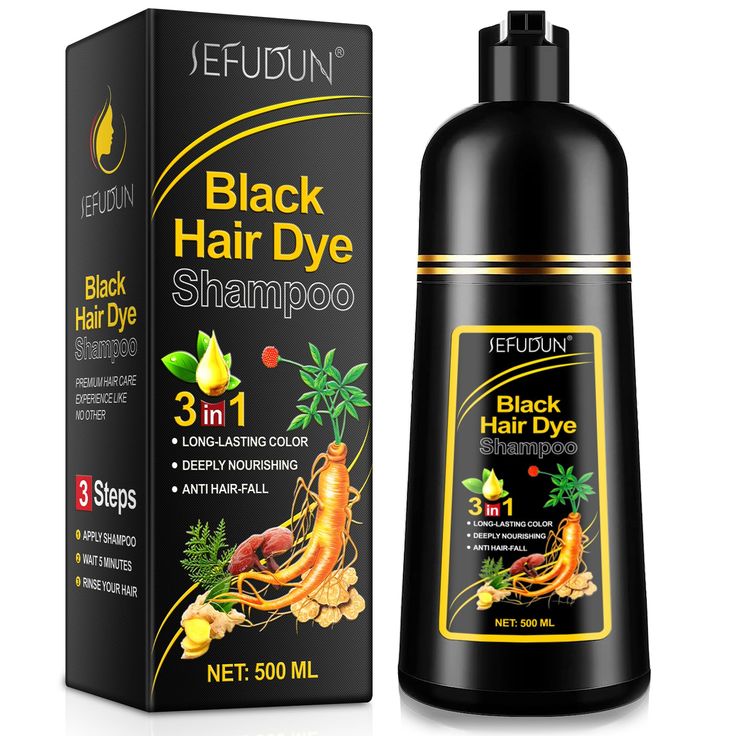 SEFUDUN
Black
Hair Dye
Shampoo
PREMIUM HAIR CARE
EXPERIENCE LIKE
NO OTHER
3 Steps
1 APPLY SHAMPOO
2 WAIT 5 MINUTES
3 RINSE YOUR HAIR
SEFUDUN®
Black
Hair Dye
Shampoo
3 in 1
• LONG-LASTING COLOR
• DEEPLY NOURISHING
• ANTI HAIR-FALL
NET: 500 ML
SEFUDUN®
Black
Hair Dye
Shampoo
3 in 1
• LONG-LASTING COLOR
• DEEPLY NOURISHING
• ANTI HAIR-FALL
NET: 500 ML